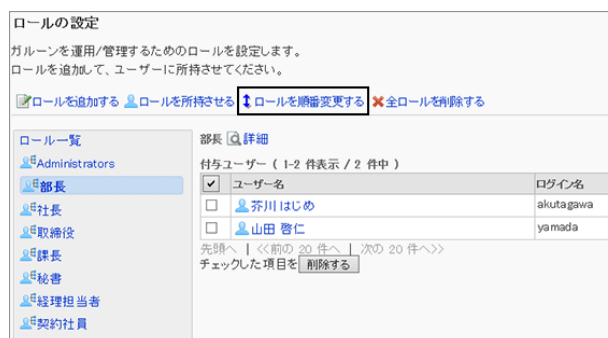 ロールの設定
ガルーンを運用/管理するためのロールを設定します。
ロールを追加して、ユーザーに所持させてください。
ロールを追加する ロールを所持させる ロールを順番変更する 全ロールを削除する
ロール一覧
Administrators
部長
社長
取締役
課長
秘書
経理担当者
契約社員
部長 詳細
付与ユーザー ( 1-2 件表示 / 2 件中 )
ユーザー名 ログイン名
芥川 はじめ akutagawa
山田 啓仁 yamada
先頭へ | <<前の 20 件へ | 次の 20 件へ>>
チェックした項目を 削除する